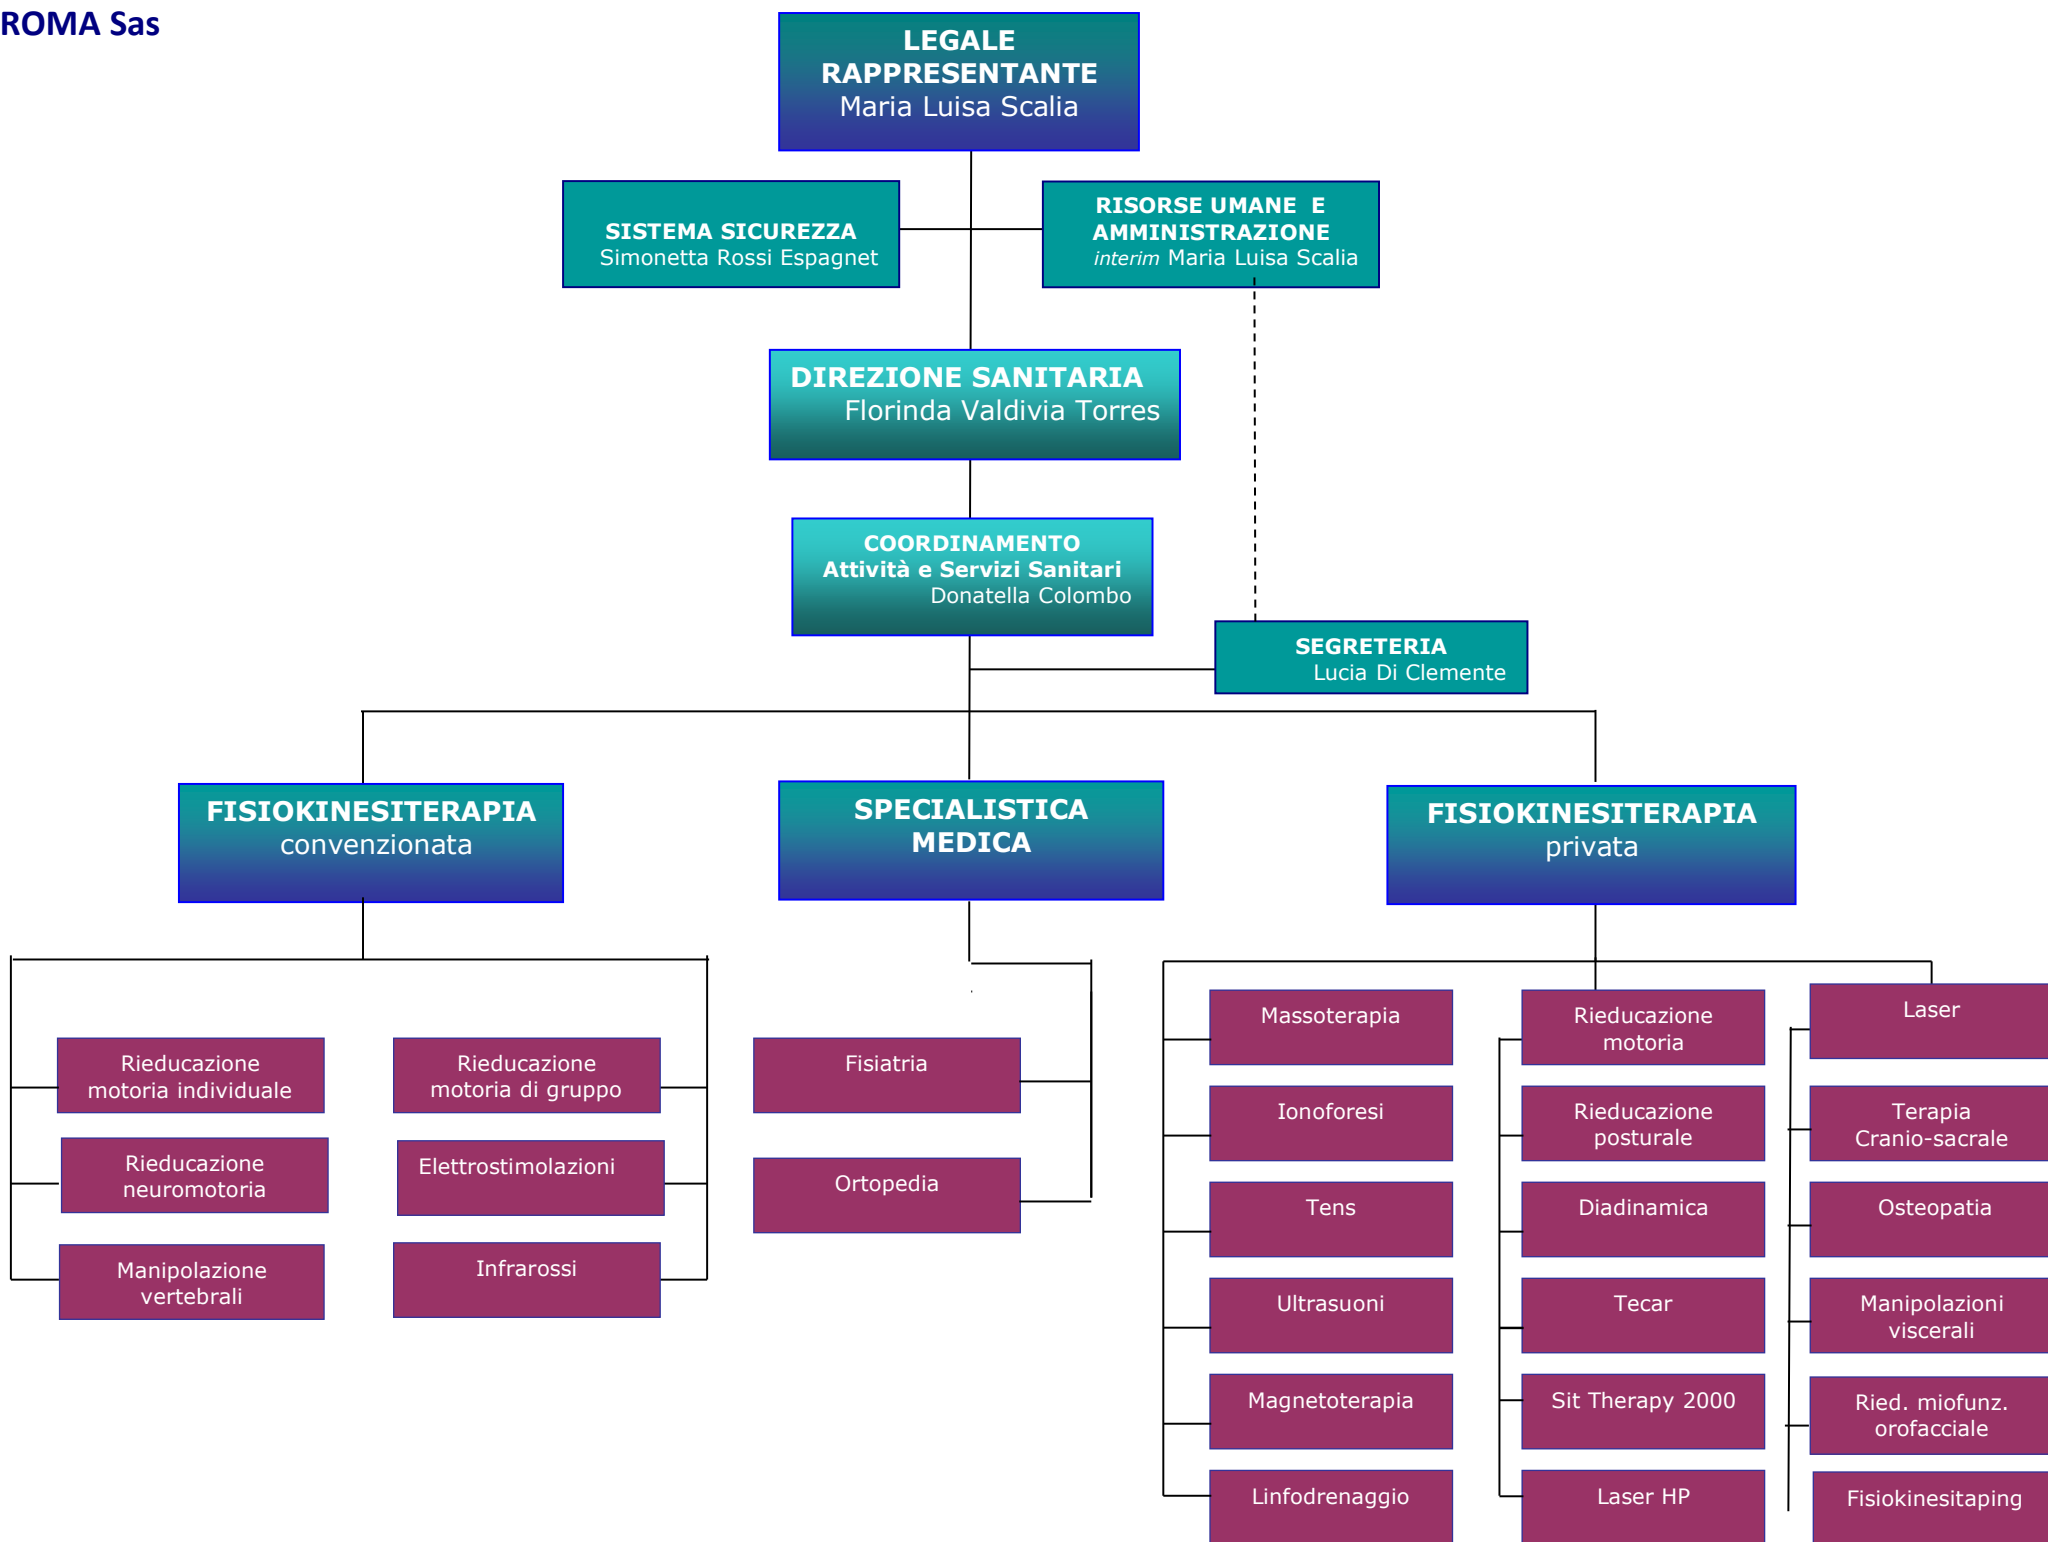 ROMA Sas
LEGALE
RAPPRESENTANTE
Maria Luisa Scalia
SISTEMA SICUREZZA
Simonetta Rossi Espagnet
RISORSE UMANE E
AMMINISTRAZIONE
interim Maria Luisa Scalia
DIREZIONE SANITARIA
Florinda Valdivia Torres
COORDINAMENTO
Attività e Servizi Sanitari
Donatella Colombo
SEGRETERIA
Lucia Di Clemente
FISIOKINESITERAPIA
convenzionata
SPECIALISTICA
MEDICA
FISIOKINESITERAPIA
privata
Rieducazione
motoria individuale
Rieducazione
neuromotoria
Manipolazione
vertebrali
Rieducazione
motoria di gruppo
Elettrostimolazioni
Infrarossi
Fisiatria
Ortopedia
Massoterapia
Ionoforesi
Tens
Ultrasuoni
Magnetoterapia
Linfodrenaggio
Rieducazione
motoria
Rieducazione
posturale
Diadinamica
Tecar
Sit Therapy 2000
Laser HP
Laser
Terapia
Cranio-sacrale
Osteopatia
Manipolazioni
viscerali
Ried. miofunz.
orofacciale
Fisiokinesitaping